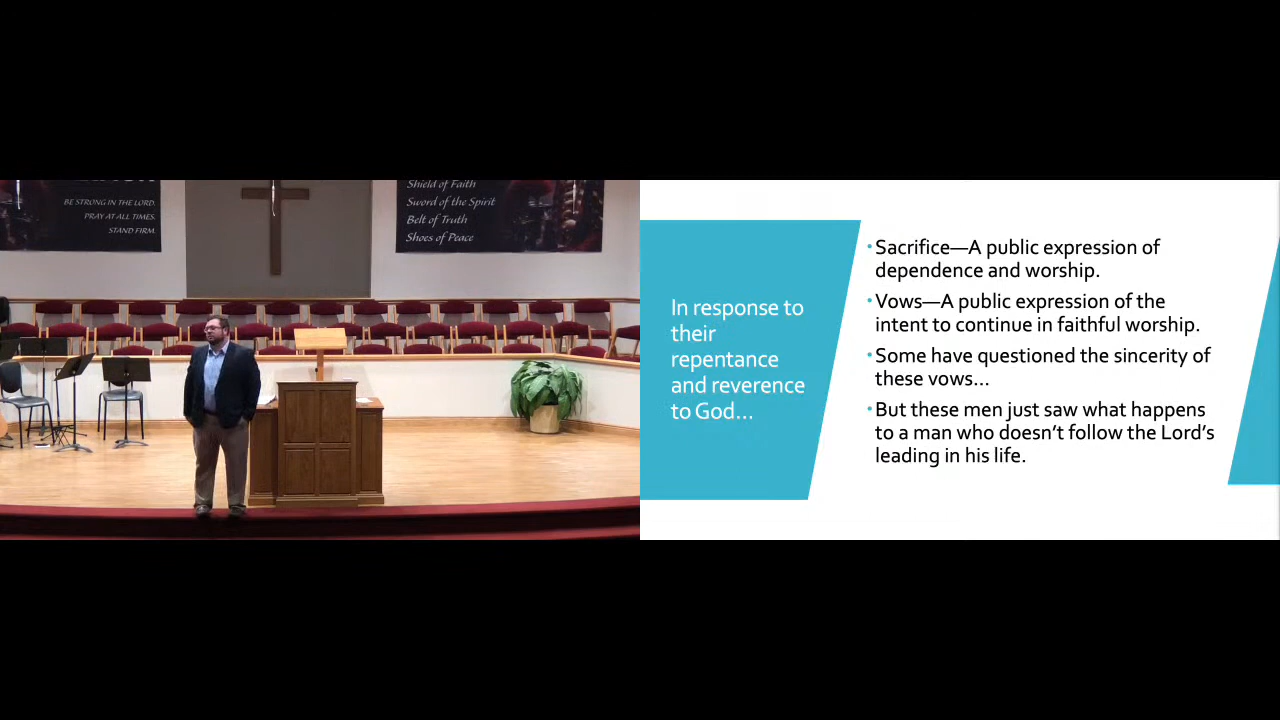 BE STRONG IN THE LORD.
PRAY AT ALL TIMES.
STAND FIRM.
Shield of Faith
Sword of the Spirit
Belt of Truth
Shoes of Peace
In response to
their
repentance
and reverence
to God…
• Sacrifice—A public expression of
dependence and worship.
• Vows—A public expression of the
intent to continue in faithful worship.
• Some have questioned the sincerity of
these vows…
• But these men just saw what happens
to a man who doesn’t follow the Lord’s
leading in his life.